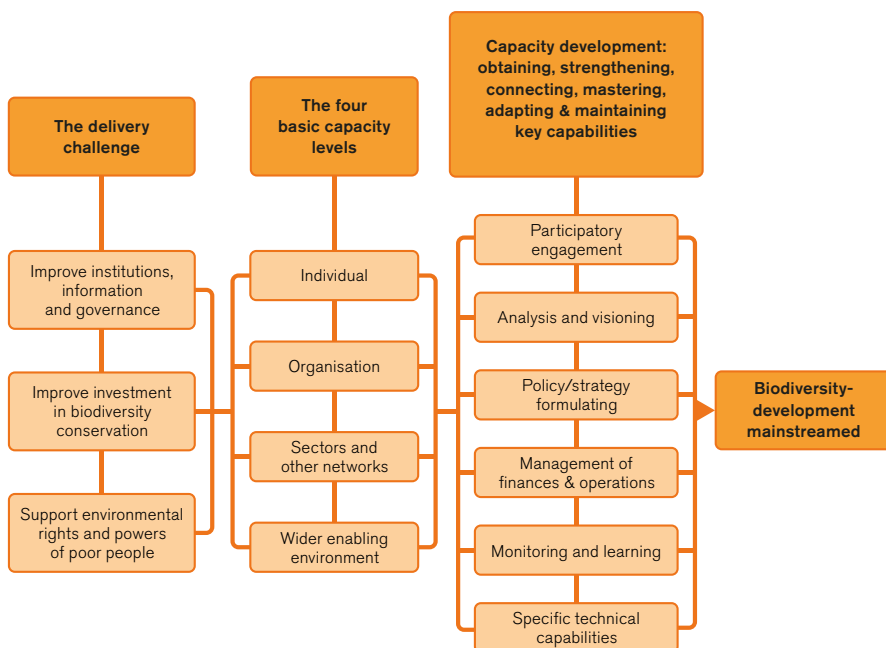 The delivery
challenge
Improve institutions,
information
and governance
Improve investment
in biodiversity
conservation
Support environmental
rights and powers
of poor people
The four
basic capacity
levels
Individual
Organisation
Sectors and
other networks
Wider enabling
environment
Capacity development:
obtaining, strengthening,
connecting, mastering,
adapting & maintaining
key capabilities
Participatory
engagement
Analysis and visioning
Policy/strategy
formulating
Management of
finances & operations
Monitoring and learning
Specific technical
capabilities
Biodiversity-
development
mainstreamed